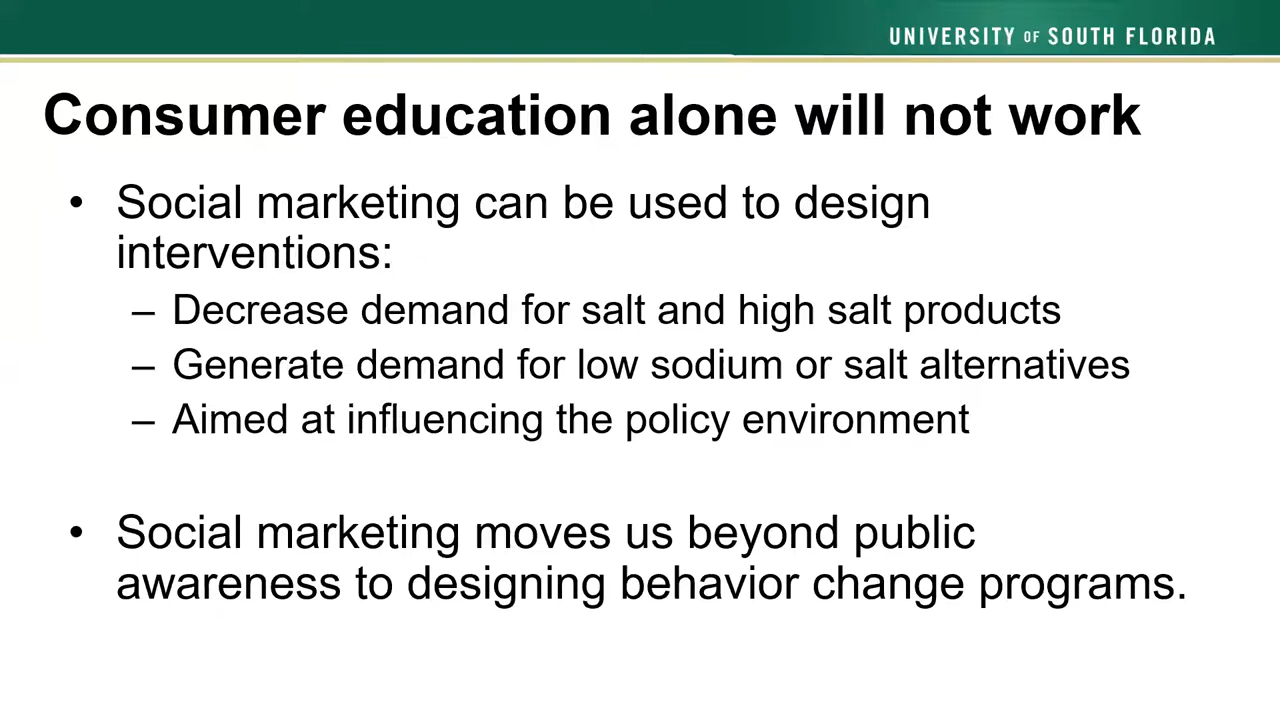 UNIVERSITY OF SOUTH FLORIDA
Consumer education alone will not work
• Social marketing can be used to design
interventions:
– Decrease demand for salt and high salt products
– Generate demand for low sodium or salt alternatives
– Aimed at influencing the policy environment
• Social marketing moves us beyond public
awareness to designing behavior change programs.